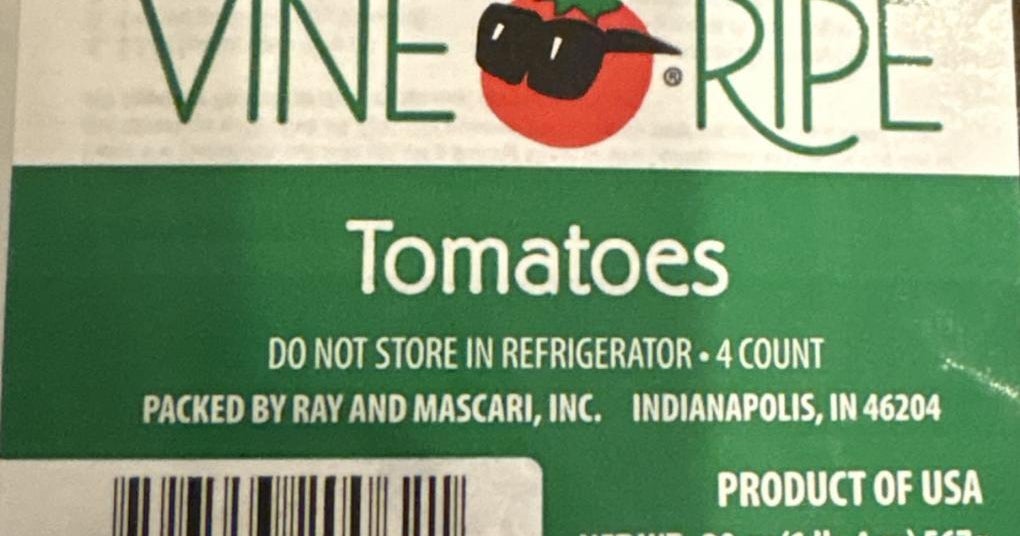 VINE RIPE
®
Tomatoes
DO NOT STORE IN REFRIGERATOR • 4 COUNT
PACKED BY RAY AND MASCARI, INC. INDIANAPOLIS, IN 46204
PRODUCT OF USA